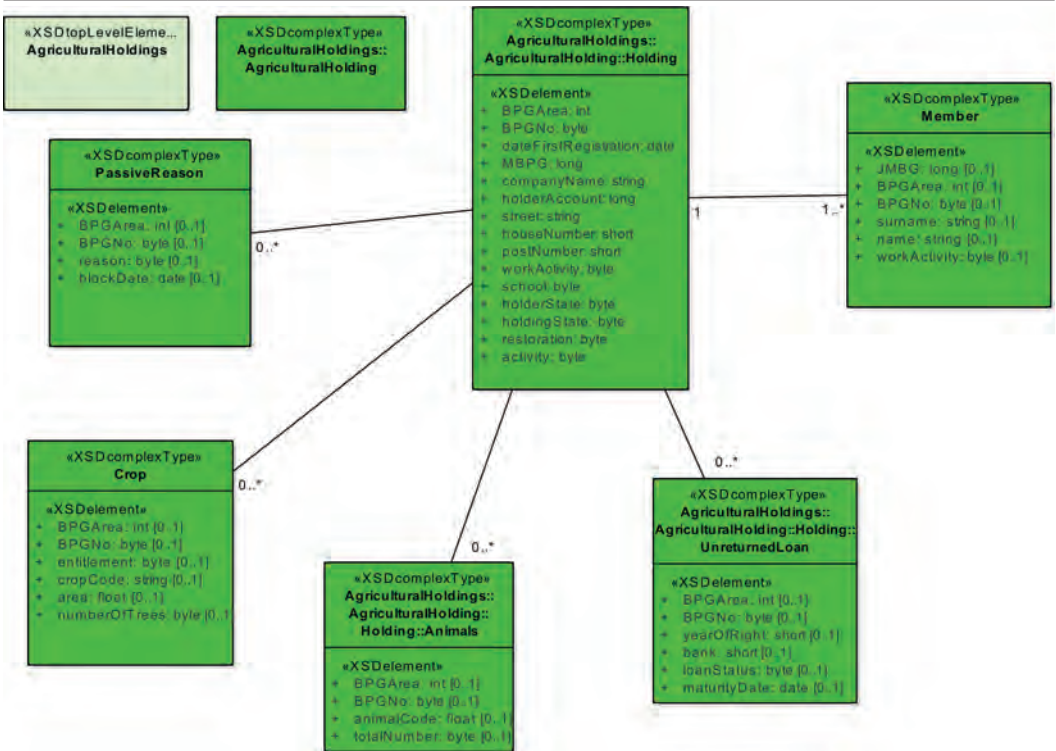 «XSDtopLevelEleme...
AgriculturalHoldings
«XSDcomplexType»
AgriculturalHoldings::
AgriculturalHolding
«XSDcomplexType»
AgriculturalHoldings::
AgriculturalHolding::Holding
«XSDelement»
+ BPGArea: int
+ BPGNo: byte
+ dateFirstRegistration: date
+ MBPG: long
+ companyName: string
+ holderAccount: long
+ street: string
+ houseNumber: short
+ postNumber: short
+ workActivity: byte
+ school: byte
+ holderState: byte
+ holdingState: byte
+ restoration: byte
+ activity: byte
«XSDcomplexType»
Member
«XSDelement»
+ JMBG: long [0..1]
+ BPGArea: int [0..1]
+ BPGNo: byte [0..1]
+ surname: string [0..1]
+ name: string [0..1]
+ workActivity: byte [0..1]
1
1..*
«XSDcomplexType»
PassiveReason
«XSDelement»
+ BPGArea: int [0..1]
+ BPGNo: byte [0..1]
+ reason: byte [0..1]
+ blockDate: date [0..1]
0..*
«XSDcomplexType»
Crop
«XSDelement»
+ BPGArea: int [0..1]
+ BPGNo: byte [0..1]
+ entitlement: byte [0..1]
+ cropCode: string [0..1]
+ area: float [0..1]
+ numberOfTrees: byte [0..1
0..*
«XSDcomplexType»
AgriculturalHoldings::
AgriculturalHolding::
Holding::Animals
«XSDelement»
+ BPGArea: int [0..1]
+ BPGNo: byte [0..1]
+ animalCode: float [0..1]
+ totalNumber: byte [0..1]
0..*
«XSDcomplexType»
AgriculturalHoldings::
AgriculturalHolding::Holding::
UnreturnedLoan
«XSDelement»
+ BPGArea: int [0..1]
+ BPGNo: byte [0..1]
+ yearOfRight: short [0..1]
+ bank: short [0..1]
+ loanStatus: byte [0..1]
+ maturityDate: date [0..1]
0..*